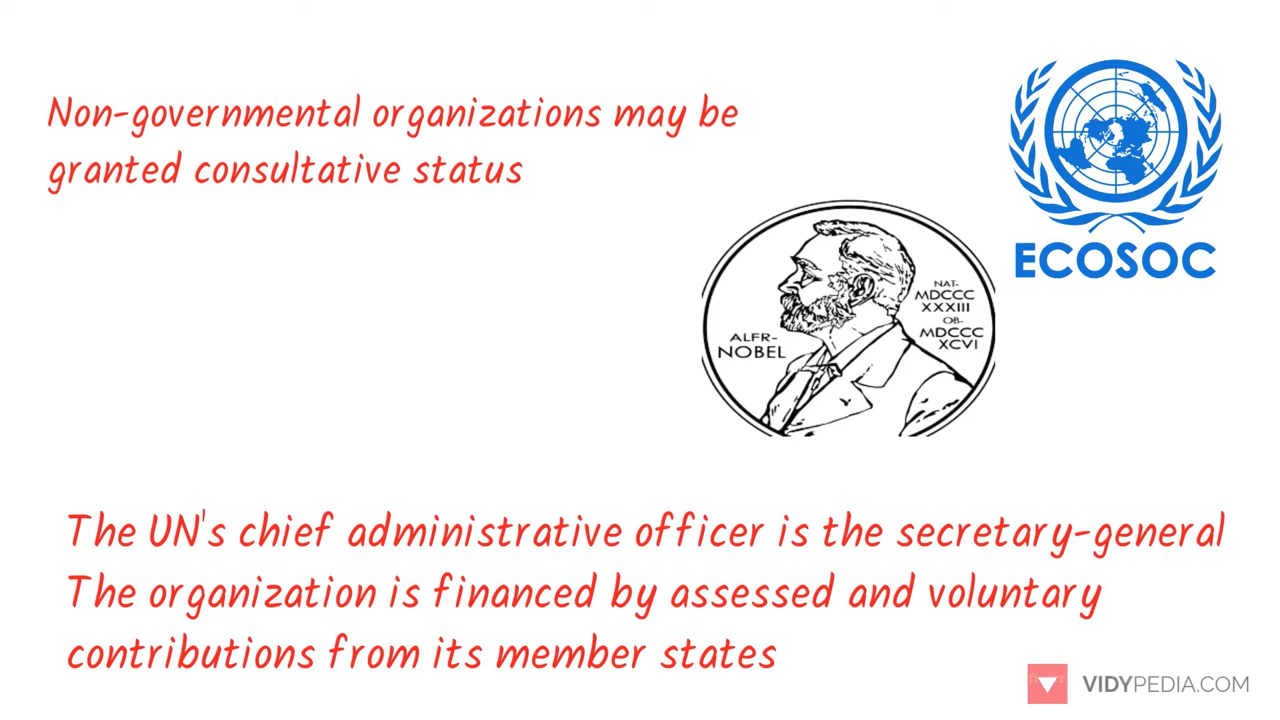 Non-governmental organizations may be
granted consultative status
ECOSOC
ALFR-
NOBEL
NAT-
MDCCC
XXXIII
OB-
MDCCC
XCVI
The UN's chief administrative officer is the secretary-general
The organization is financed by assessed and voluntary
contributions from its member states
VIDYPEDIA.COM